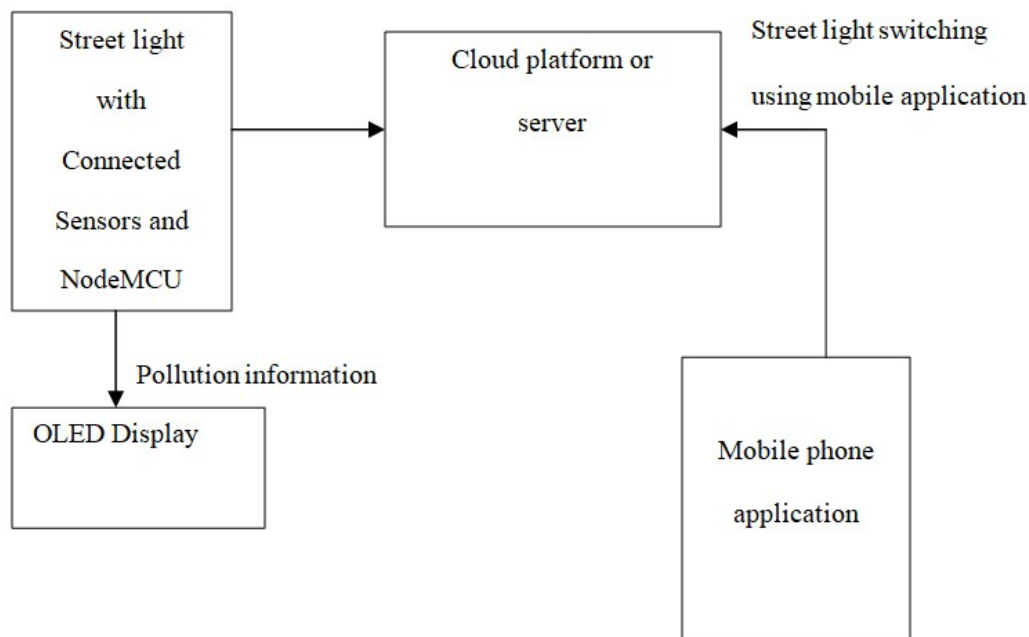 Street light
with
Connected
Sensors and
NodeMCU
Cloud platform or
server
Street light switching
using mobile application
Pollution information
OLED Display
Mobile phone
application